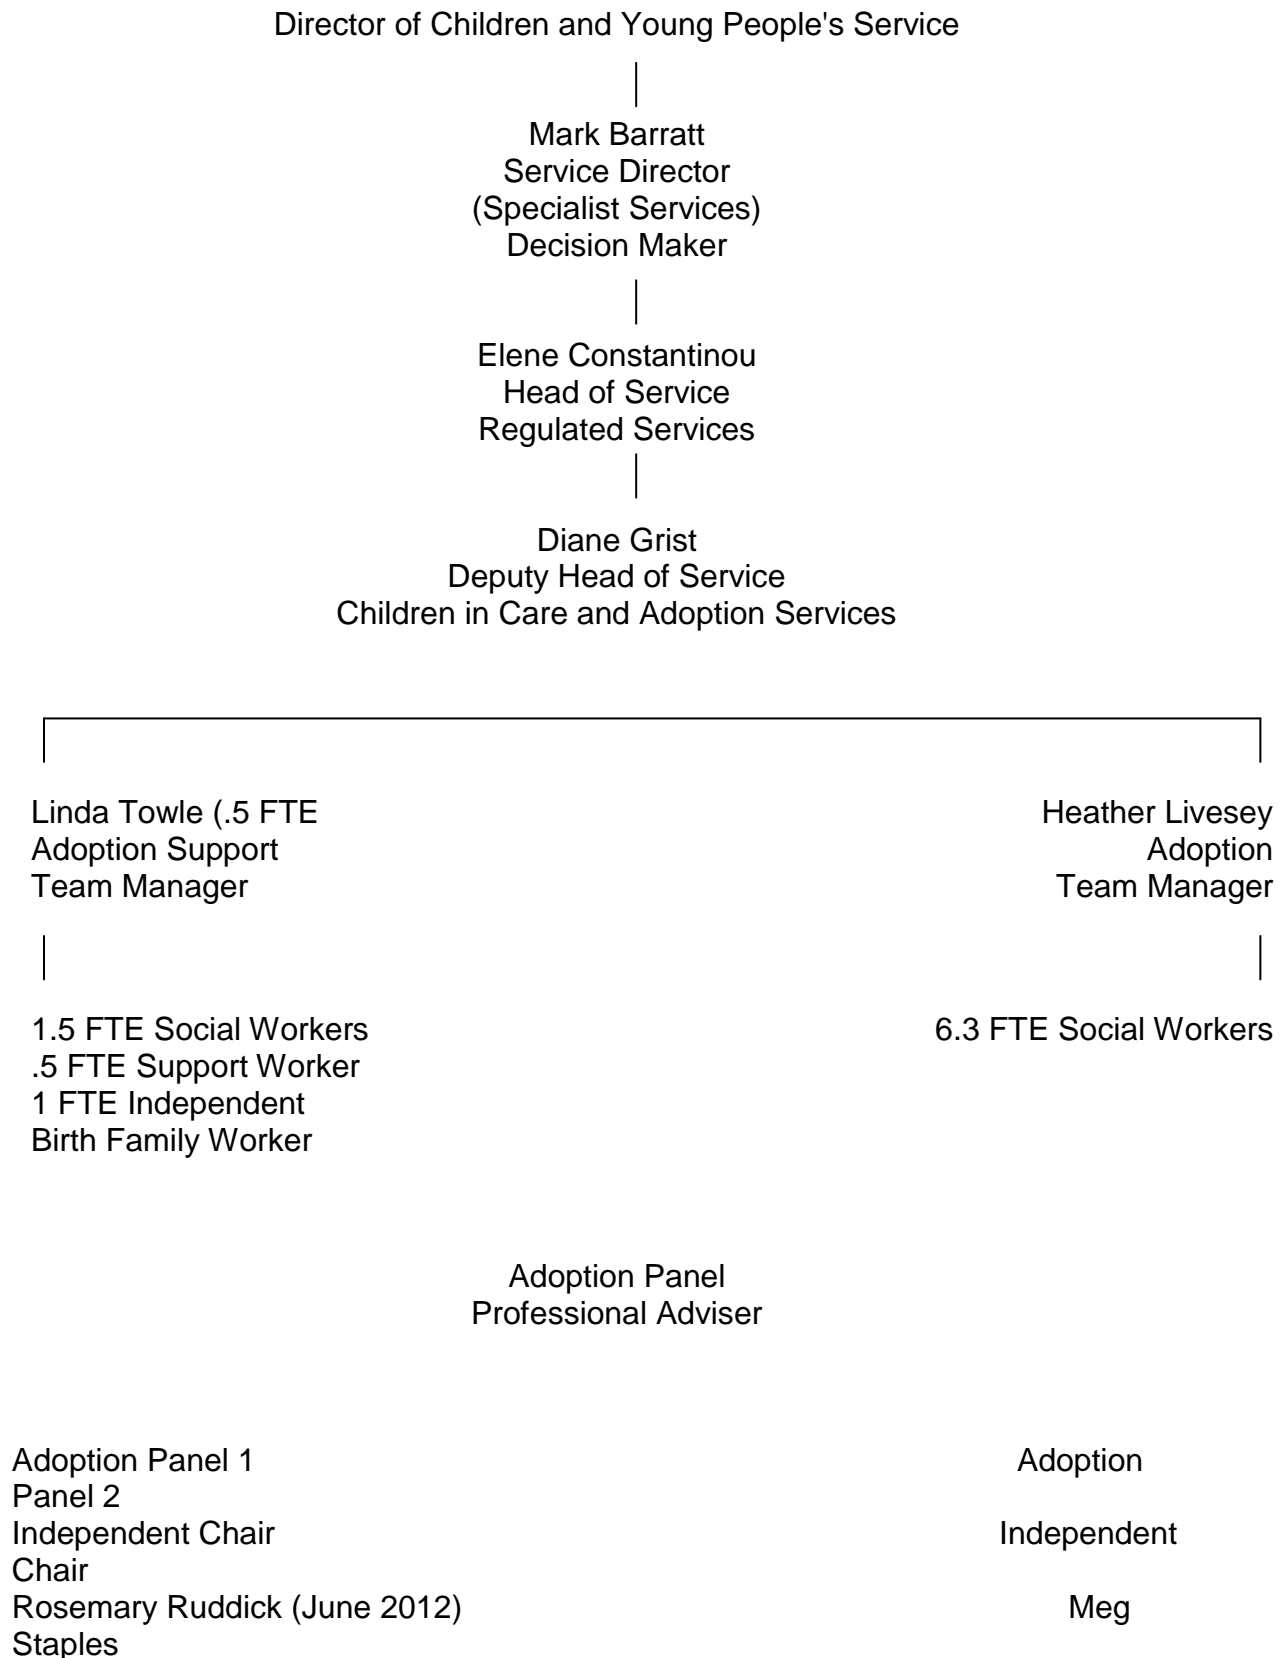 Director of Children and Young People's Service
Mark Barratt
Service Director
(Specialist Services)
Decision Maker
Elene Constantinou
Head of Service
Regulated Services
Diane Grist
Deputy Head of Service
Children in Care and Adoption Services
Linda Towle (.5 FTE
Adoption Support
Team Manager
Heather Livesey
Adoption
Team Manager
1.5 FTE Social Workers
.5 FTE Support Worker
1 FTE Independent
Birth Family Worker
6.3 FTE Social Workers
Adoption Panel
Professional Adviser
Adoption Panel 1 Adoption
Panel 2
Independent Chair Independent
Chair
Rosemary Ruddick (June 2012) Meg
Staples